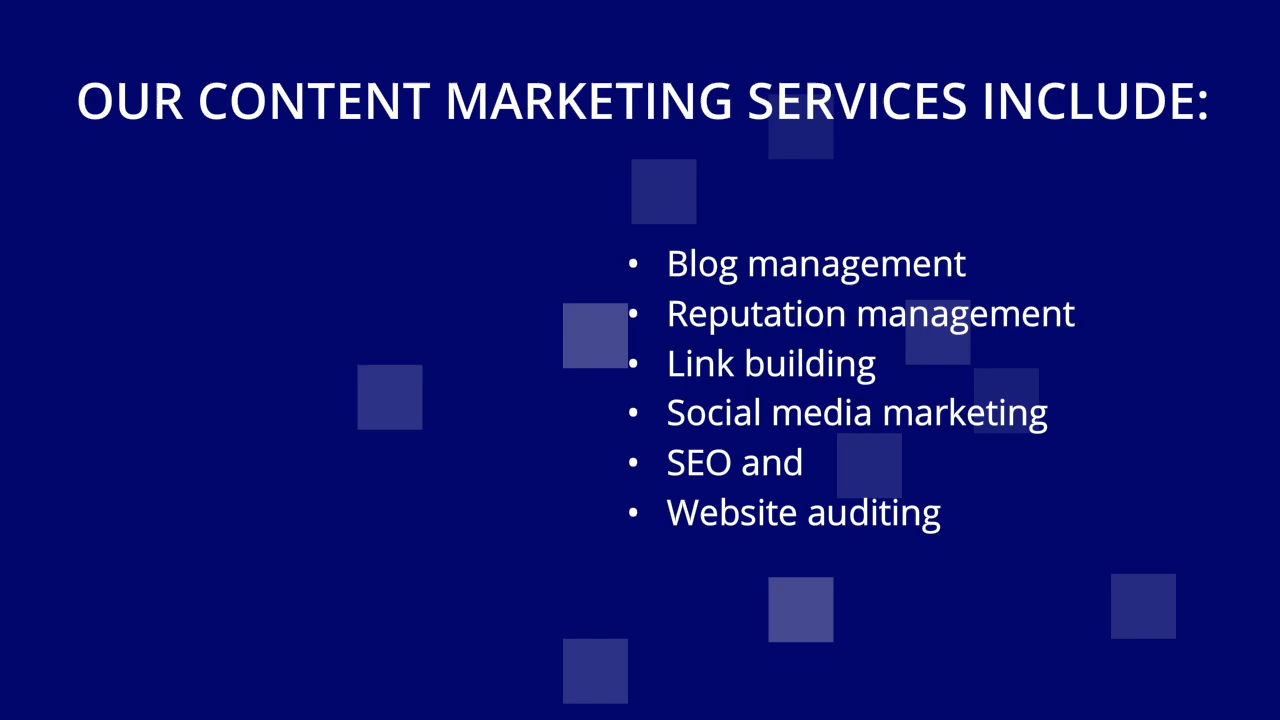 OUR CONTENT MARKETING SERVICES INCLUDE:
• Blog management
• Reputation management
• Link building
• Social media marketing
• SEO and
• Website auditing